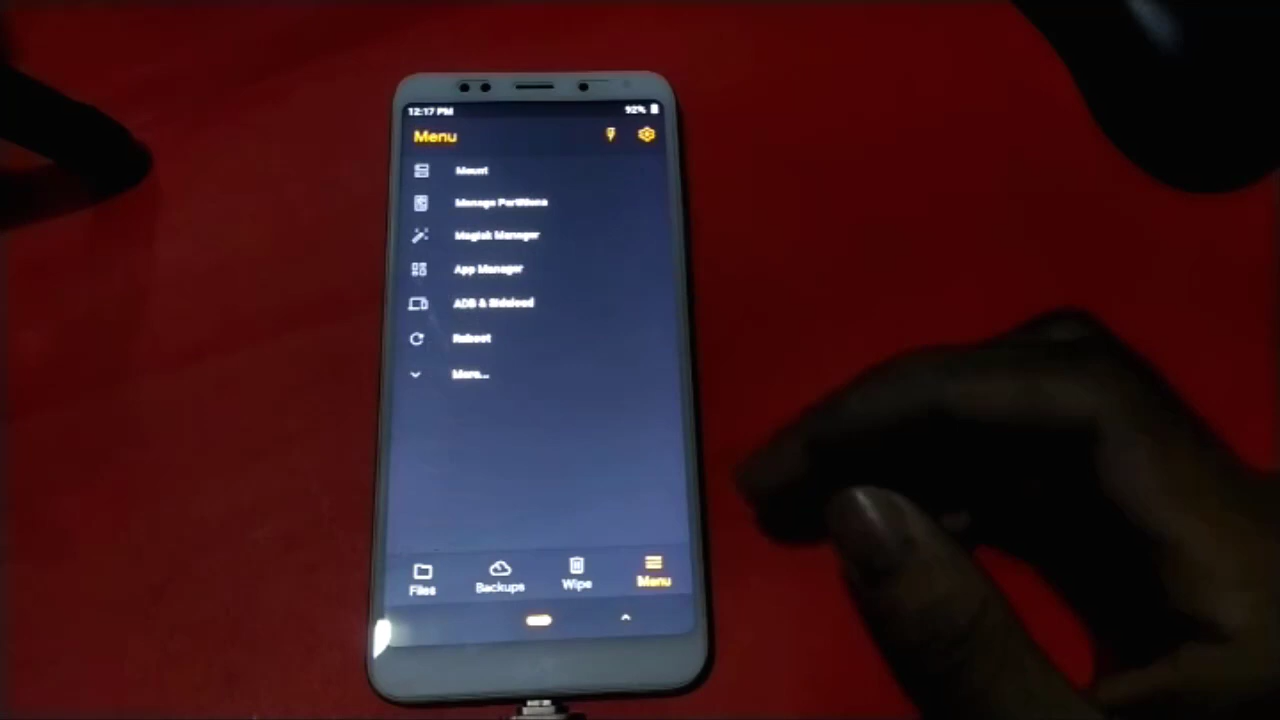 12:17 PM 92%
Menu
Mount
Manage Partitions
Magisk Manager
App Manager
ADB & Sideload
Reboot
More...
Files Backups Wipe Menu